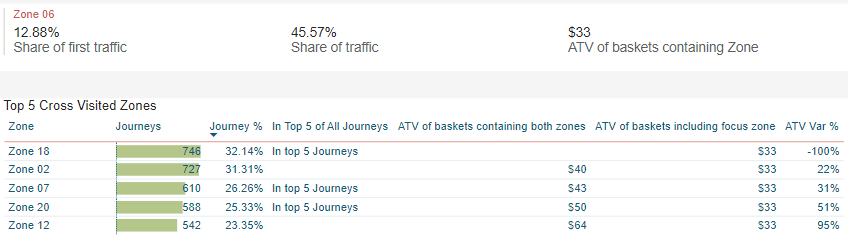 Zone 06
12.88% 45.57% $33
Share of first traffic Share of traffic ATV of baskets containing Zone
Top 5 Cross Visited Zones
Zone Journeys Journey % In Top 5 of All Journeys ATV of baskets containing both zones ATV of baskets including focus zone ATV Var %
Zone 18 746 32.14% In top 5 Journeys $33 -100%
Zone 02 727 31.31% $40 $33 22%
Zone 07 610 26.26% In top 5 Journeys $43 $33 31%
Zone 20 588 25.33% In top 5 Journeys $50 $33 51%
Zone 12 542 23.35% $64 $33 95%